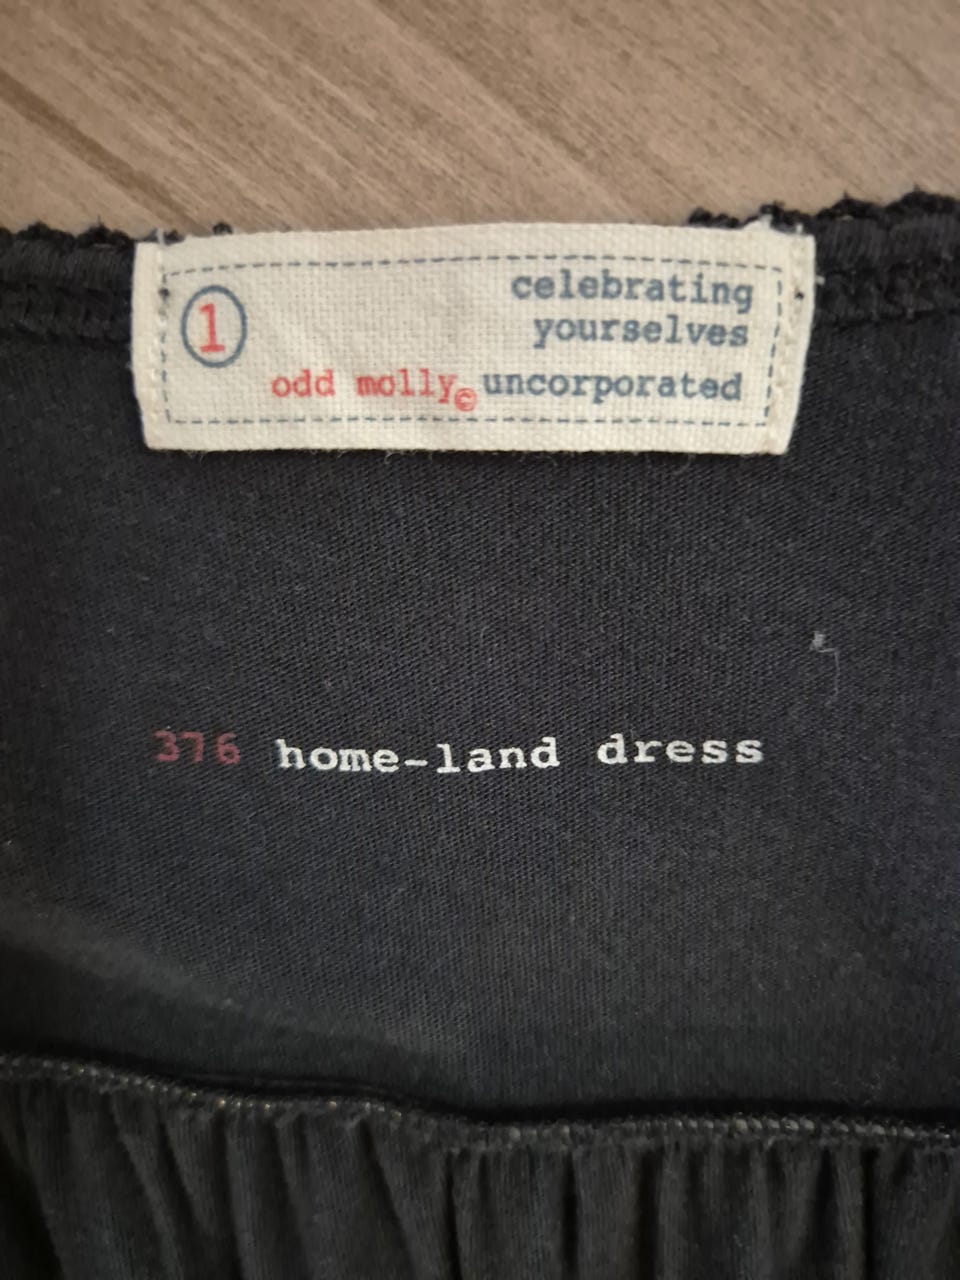 1
celebrating
yourselves
odd molly© uncorporated
376 home-land dress